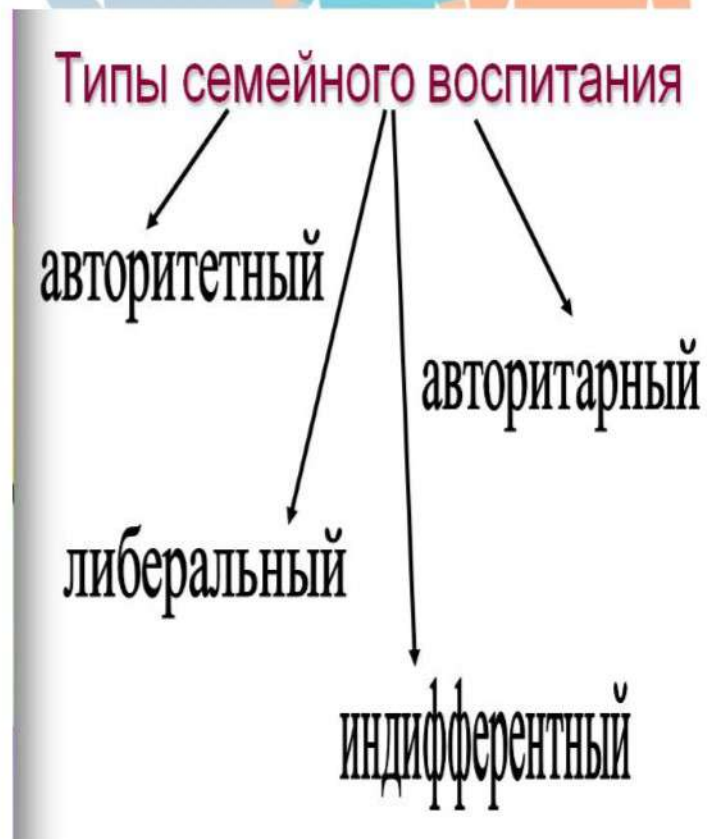 Типы семейного воспитания
авторитетный
авторитарный
либеральный
индифферентный